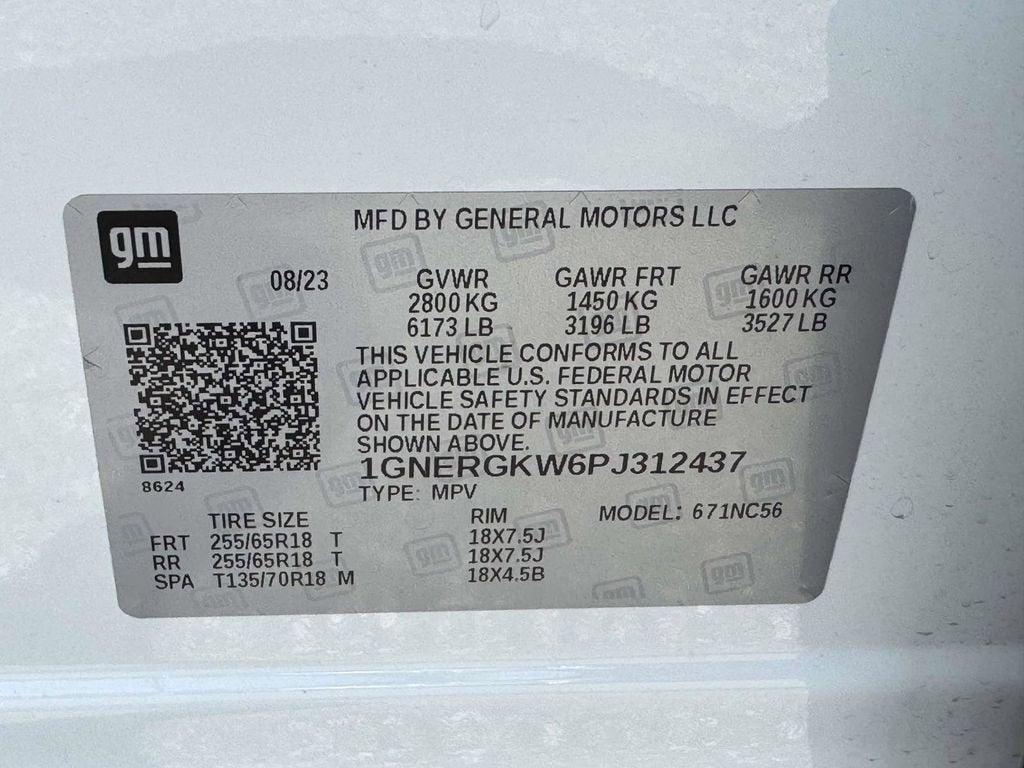 gm
MFD BY GENERAL MOTORS LLC
08/23 GVWR GAWR FRT GAWR RR
2800 KG 1450 KG 1600 KG
6173 LB 3196 LB 3527 LB
THIS VEHICLE CONFORMS TO ALL
APPLICABLE U.S. FEDERAL MOTOR
VEHICLE SAFETY STANDARDS IN EFFECT
ON THE DATE OF MANUFACTURE
SHOWN ABOVE.
1GNERGKW6PJ312437
8624
TYPE: MPV
TIRE SIZE RIM MODEL: 671NC56
FRT 255/65R18 T 18X7.5J
RR 255/65R18 T 18X7.5J
SPA T135/70R18 M 18X4.5B